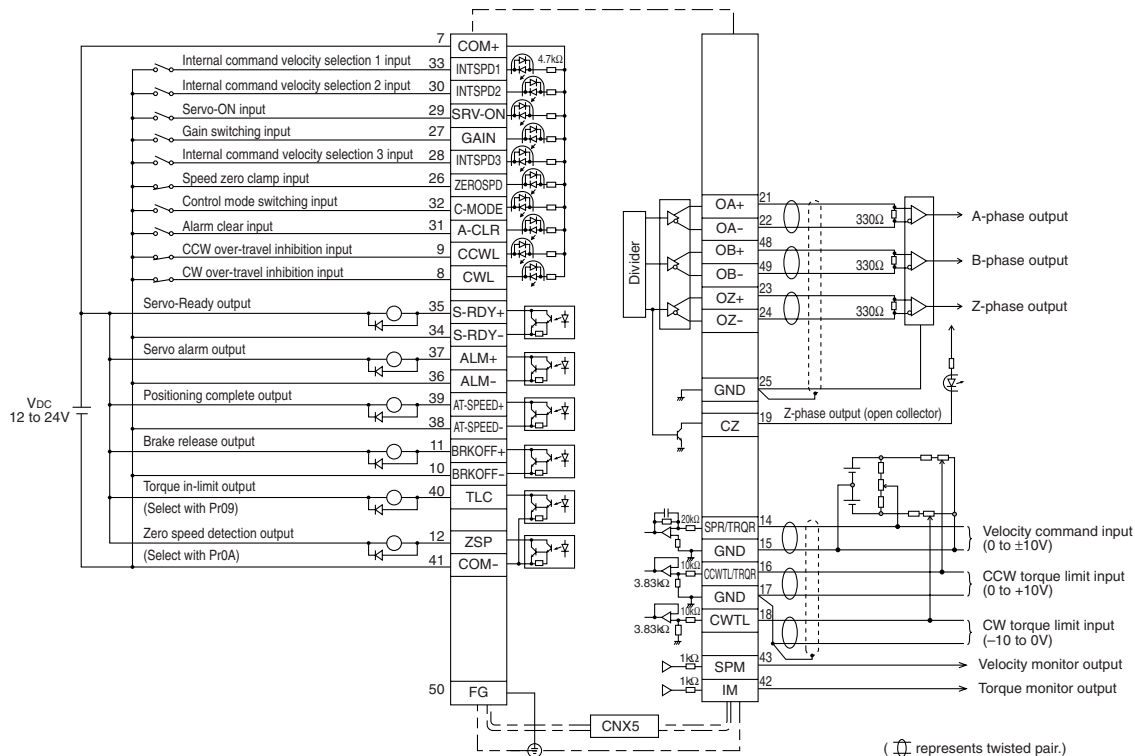 7 COM+
Internal command velocity selection 1 input 33 INTSPD1 4.7kΩ
Internal command velocity selection 2 input 30 INTSPD2
Servo-ON input 29 SRV-ON
Gain switching input 27 GAIN
Internal command velocity selection 3 input 28 INTSPD3
Speed zero clamp input 26 ZEROSPD
Control mode switching input 32 C-MODE
Alarm clear input 31 A-CLR
CCW over-travel inhibition input 9 CCWL
CW over-travel inhibition input 8 CWL
Servo-Ready output 35 S-RDY+
34 S-RDY−
Servo alarm output 37 ALM+
36 ALM−
Positioning complete output 39 AT-SPEED+
38 AT-SPEED-
Brake release output 11 BRKOFF+
10 BRKOFF−
Torque in-limit output 40 TLC
(Select with Pr09)
Zero speed detection output 12 ZSP
(Select with Pr0A) 41 COM−
VDC
12 to 24V
50 FG
CNX5
Divider
OA+ 21
OA− 22 330Ω A-phase output
OB+ 48
OB− 49 330Ω B-phase output
OZ+ 23
OZ− 24 330Ω Z-phase output
GND 25
CZ 19 Z-phase output (open collector)
20kΩ SPR/TRQR 14 Velocity command input
GND 15 (0 to ±10V)
10kΩ CCWTL/TRQR 16 CCW torque limit input
3.83kΩ GND 17 (0 to +10V)
10kΩ CWTL 18 CW torque limit input
3.83kΩ (−10 to 0V)
1kΩ SPM 43 Velocity monitor output
1kΩ IM 42 Torque monitor output
( represents twisted pair.)